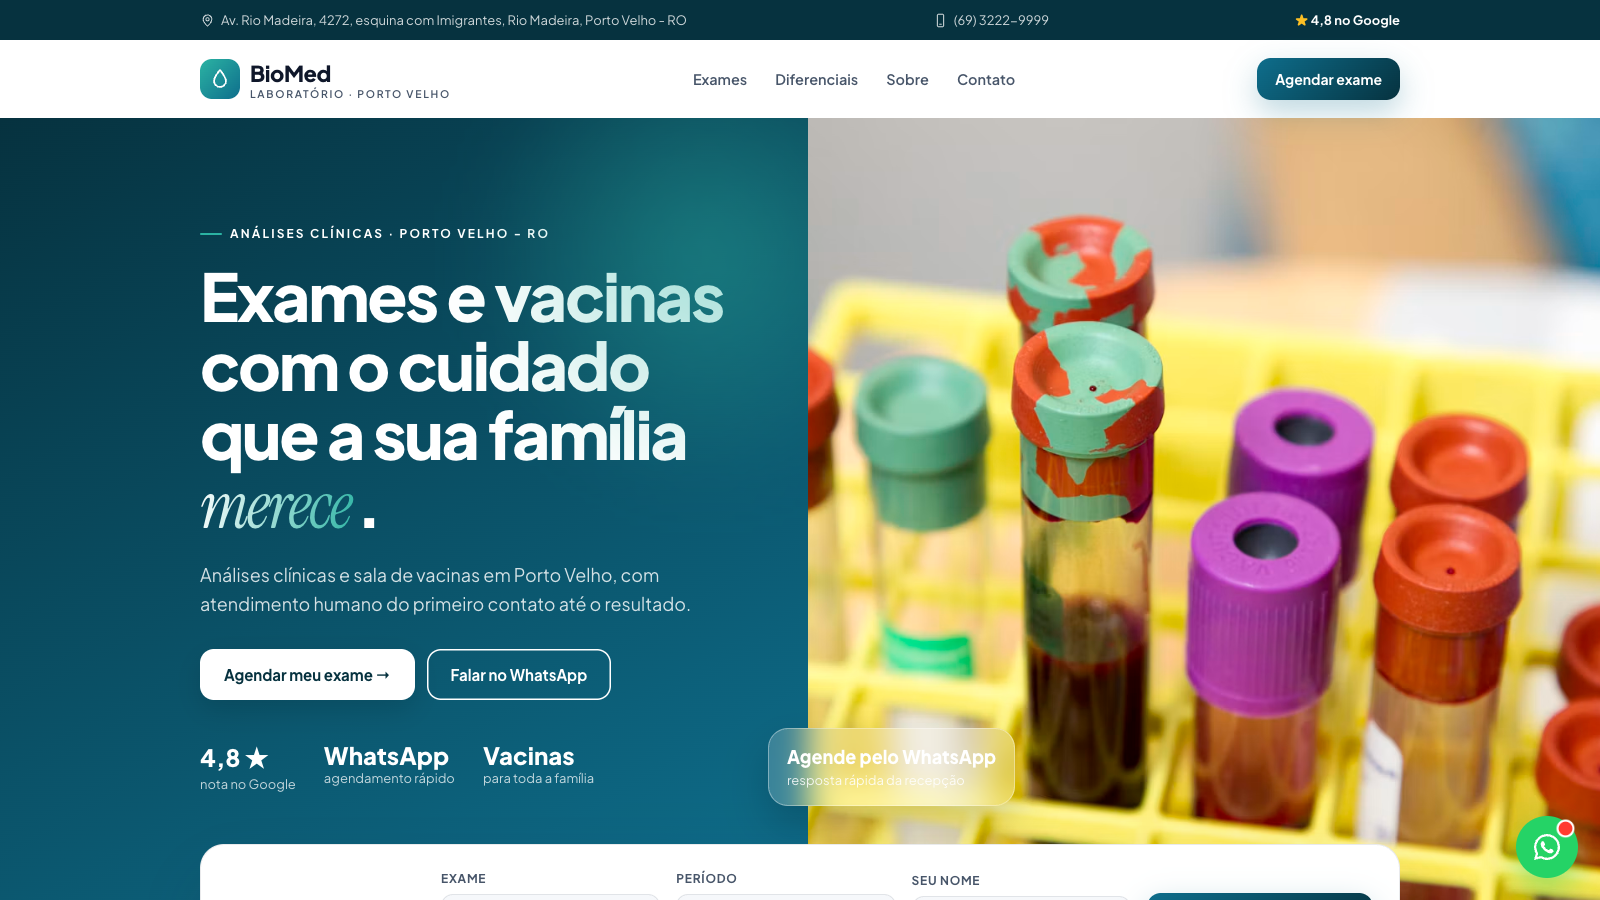 Av. Rio Madeira, 4272, esquina com Imigrantes, Rio Madeira, Porto Velho - RO
(69) 3222-9999
★ 4,8 no Google
BioMed
LABORATÓRIO · PORTO VELHO
Exames
Diferenciais
Sobre
Contato
Agendar exame
ANÁLISES CLÍNICAS · PORTO VELHO - RO
Exames e vacinas
com o cuidado
que a sua família
merece .
Análises clínicas e sala de vacinas em Porto Velho, com
atendimento humano do primeiro contato até o resultado.
Agendar meu exame →
Falar no WhatsApp
4,8 ★
nota no Google
WhatsApp
agendamento rápido
Vacinas
para toda a família
Agende pelo WhatsApp
resposta rápida da recepção
EXAME
PERÍODO
SEU NOME